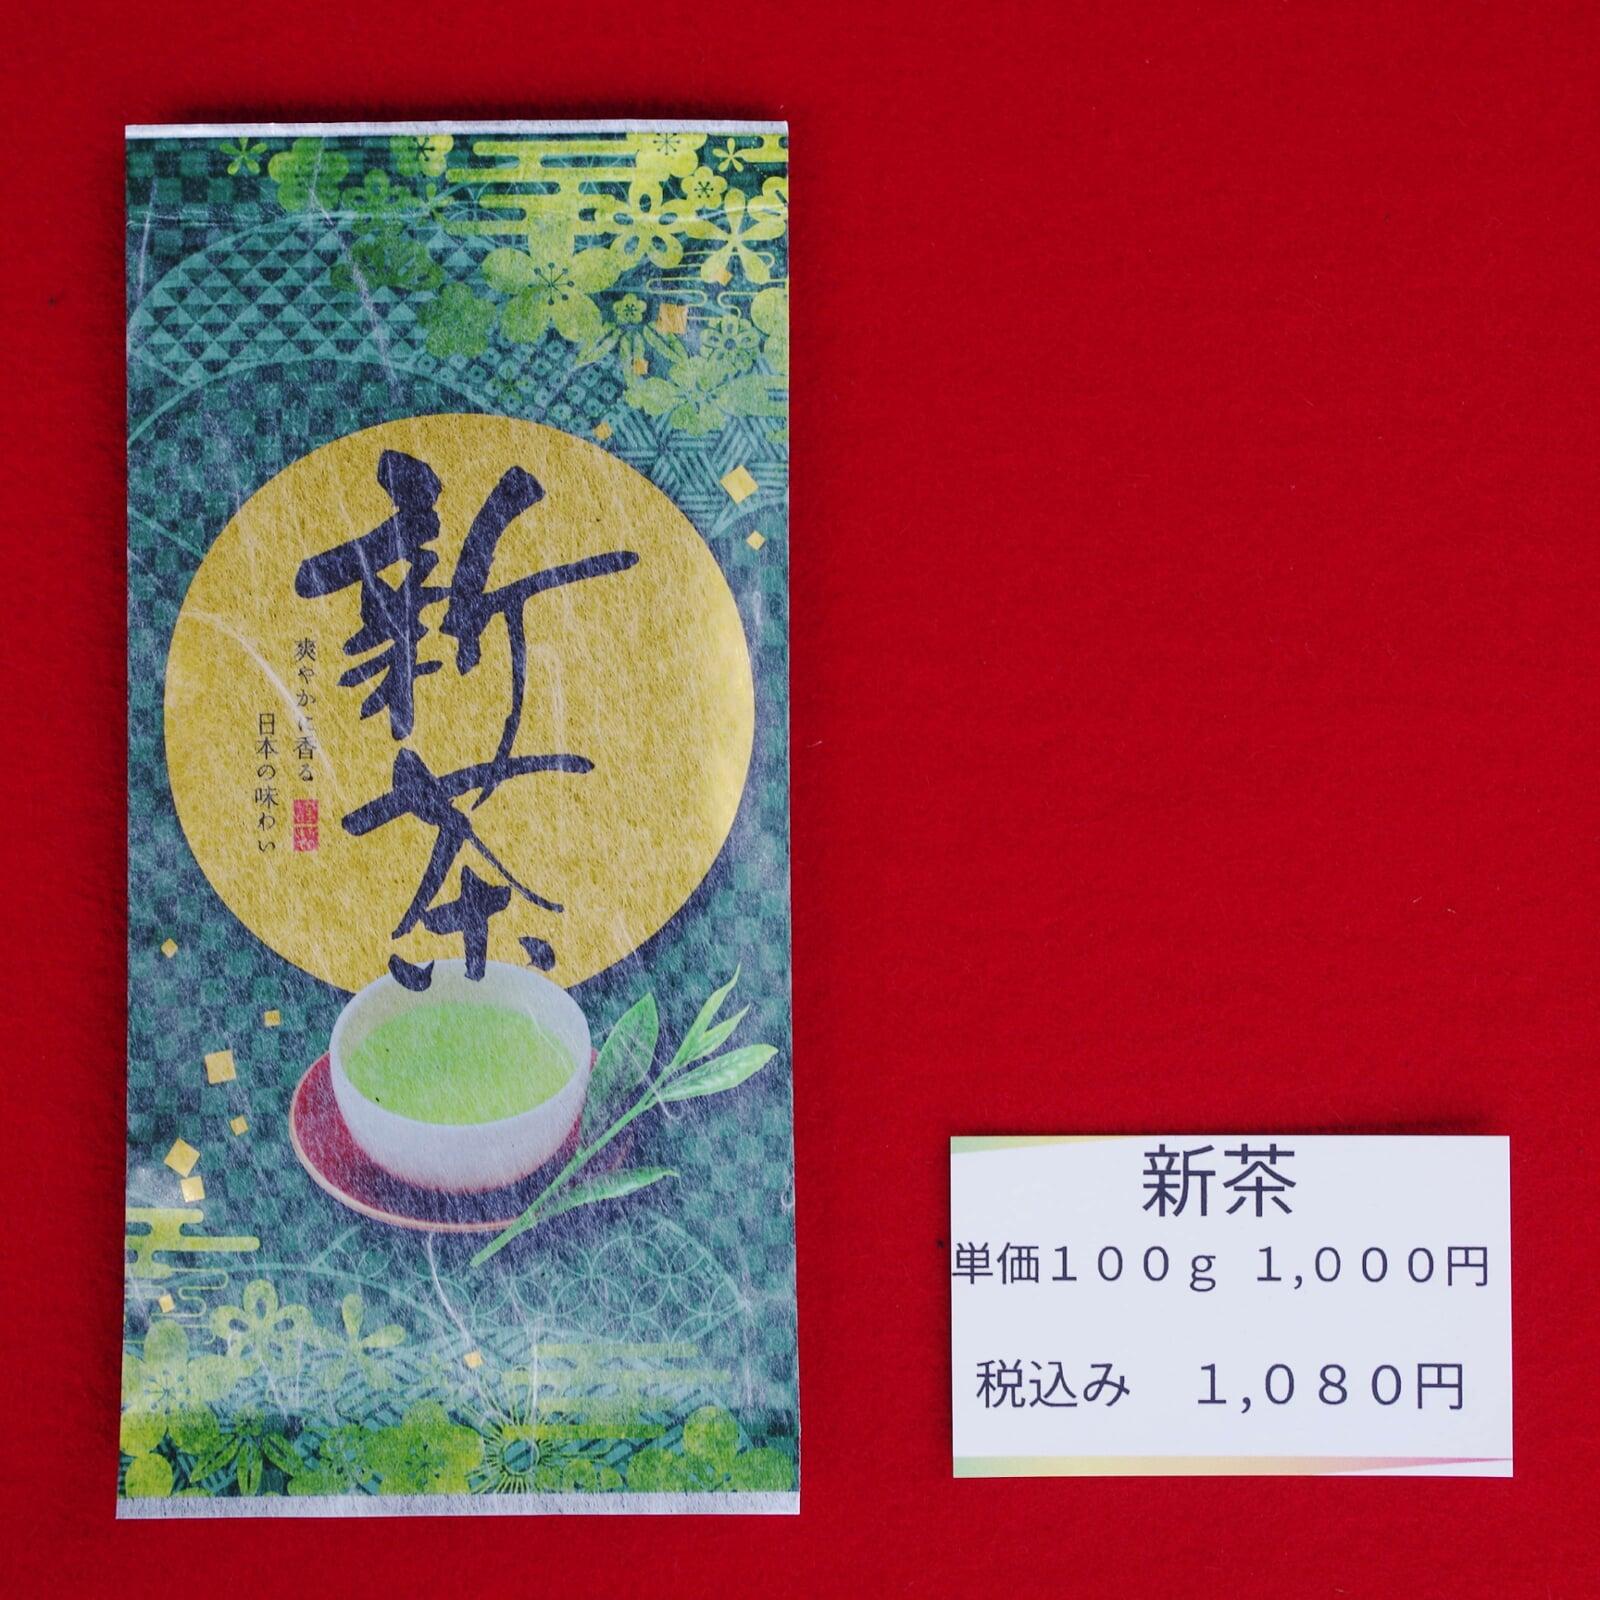 新茶
爽やかに香る
日本の味わい
新茶
単価１００ｇ １,０００円
税込み　１,０８０円